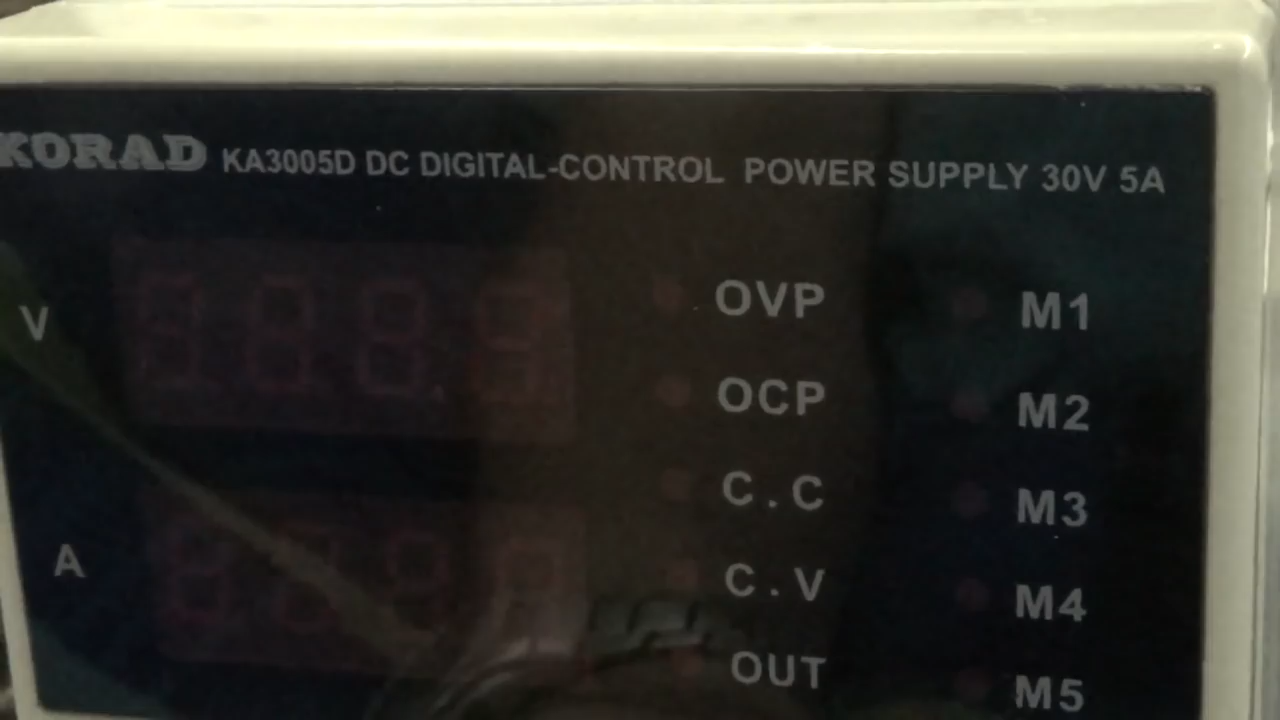 KORAD KA3005D DC DIGITAL-CONTROL POWER SUPPLY 30V 5A
V
OVP
M1
OCP
M2
C.C
M3
A
C.V
M4
OUT
M5